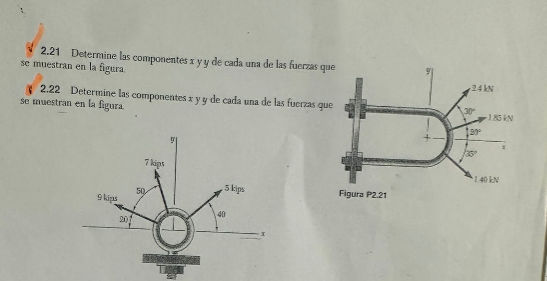 2.21 Determine las componentes x y y de cada una de las fuerzas que
se muestran en la figura.
2.22 Determine las componentes x y y de cada una de las fuerzas que
se muestran en la figura.
y
2.4 kN
30°
1.85 kN
20°
x
35°
1.40 kN
Figura P2.21
y
7 kips
50
5 kips
9 kips
20
40
x